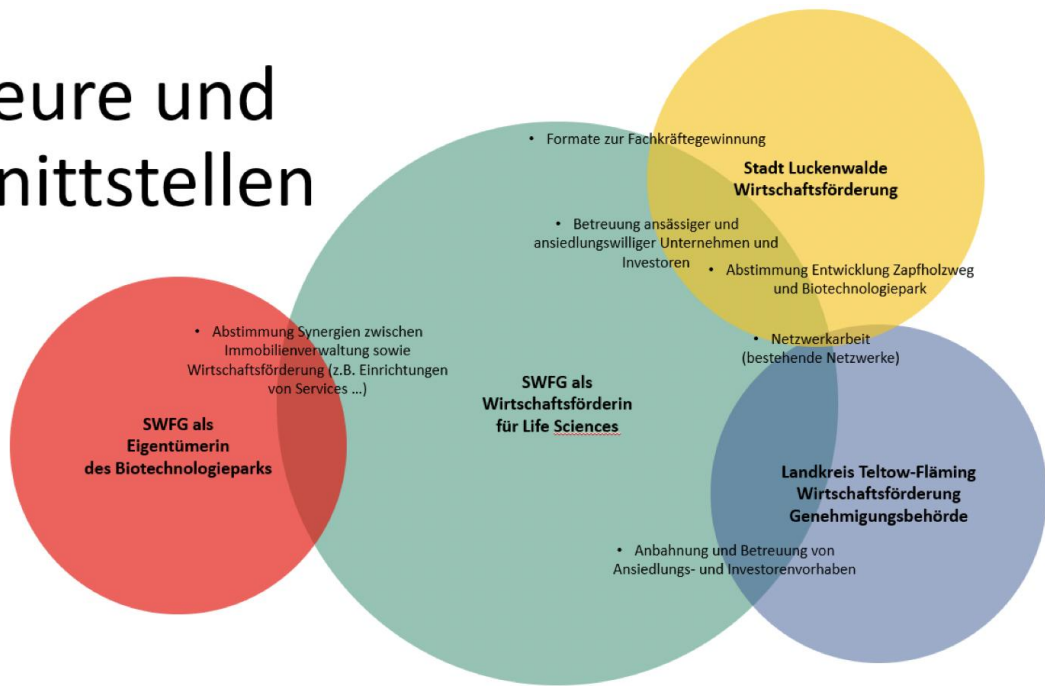 eure und
nittstellen
• Formate zur Fachkräftegewinnung
Stadt Luckenwalde
Wirtschaftsförderung
• Betreuung ansässiger und
ansiedlungswilliger Unternehmen und
Investoren
• Abstimmung Entwicklung Zapfholzweg
und Biotechnologiepark
• Netzwerkarbeit
(bestehende Netzwerke)
• Abstimmung Synergien zwischen
Immobilienverwaltung sowie
Wirtschaftsförderung (z.B. Einrichtungen
von Services ...)
SWFG als
Wirtschaftsförderin
für Life Sciences
SWFG als
Eigentümerin
des Biotechnologieparks
Landkreis Teltow-Fläming
Wirtschaftsförderung
Genehmigungsbehörde
• Anbahnung und Betreuung von
Ansiedlungs- und Investorenvorhaben